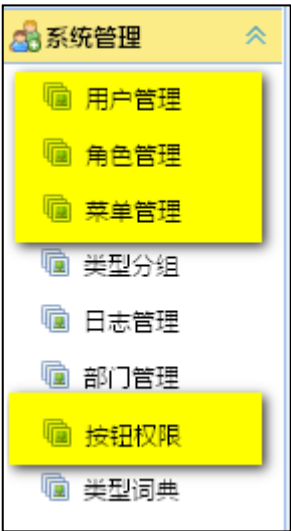 系统管理
用户管理
角色管理
菜单管理
类型分组
日志管理
部门管理
按钮权限
类型词典